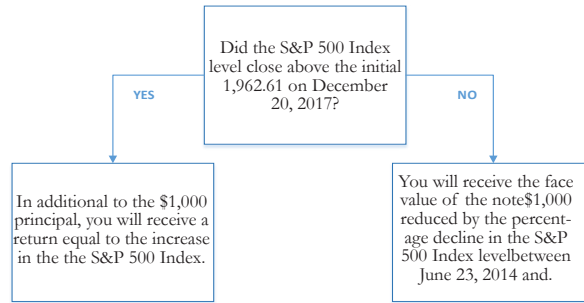 Did the S&P 500 Index
level close above the initial
1,962.61 on December
20, 2017?
YES
NO
In additional to the $1,000
principal, you will receive a
return equal to the increase
in the the S&P 500 Index.
You will receive the face
value of the note$1,000
reduced by the percent-
age decline in the S&P
500 Index levelbetween
June 23, 2014 and.